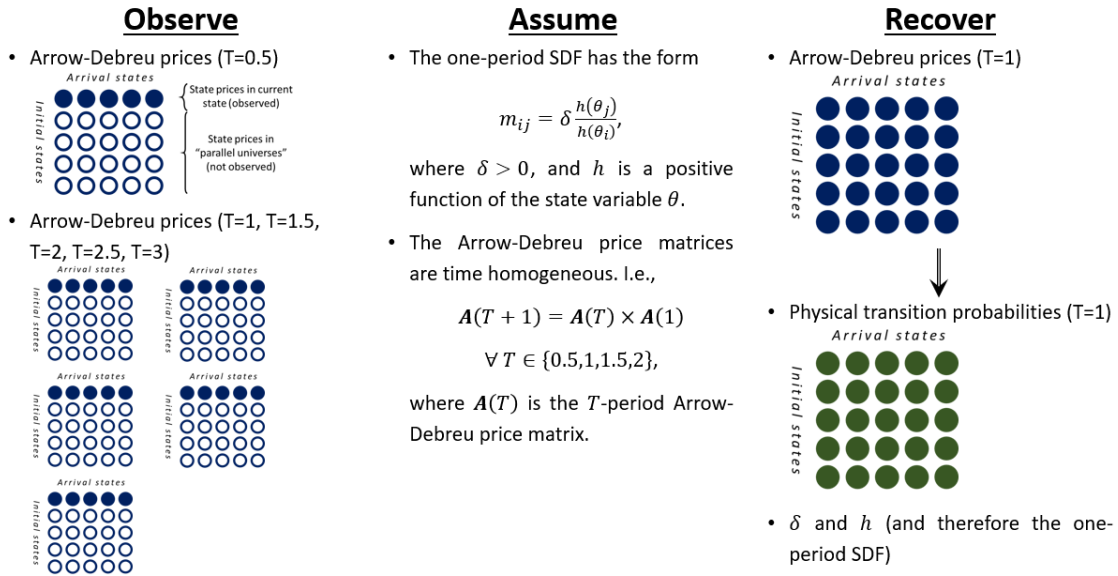 Observe
• Arrow-Debreu prices (T=0.5)
Arrival states
Initial states
State prices in current
state (observed)
State prices in
"parallel universes"
(not observed)
• Arrow-Debreu prices (T=1, T=1.5,
T=2, T=2.5, T=3)
Arrival states
Initial states
Arrival states
Initial states
Arrival states
Initial states
Arrival states
Initial states
Arrival states
Initial states
Assume
• The one-period SDF has the form
m_{ij} = δ h(θ_j)/h(θ_i),
where δ > 0, and h is a positive
function of the state variable θ.
• The Arrow-Debreu price matrices
are time homogeneous. I.e.,
A(T + 1) = A(T) × A(1)
∀ T ∈ {0.5,1,1.5,2},
where A(T) is the T-period Arrow-
Debreu price matrix.
Recover
• Arrow-Debreu prices (T=1)
Arrival states
Initial states
• Physical transition probabilities (T=1)
Arrival states
Initial states
• δ and h (and therefore the one-
period SDF)